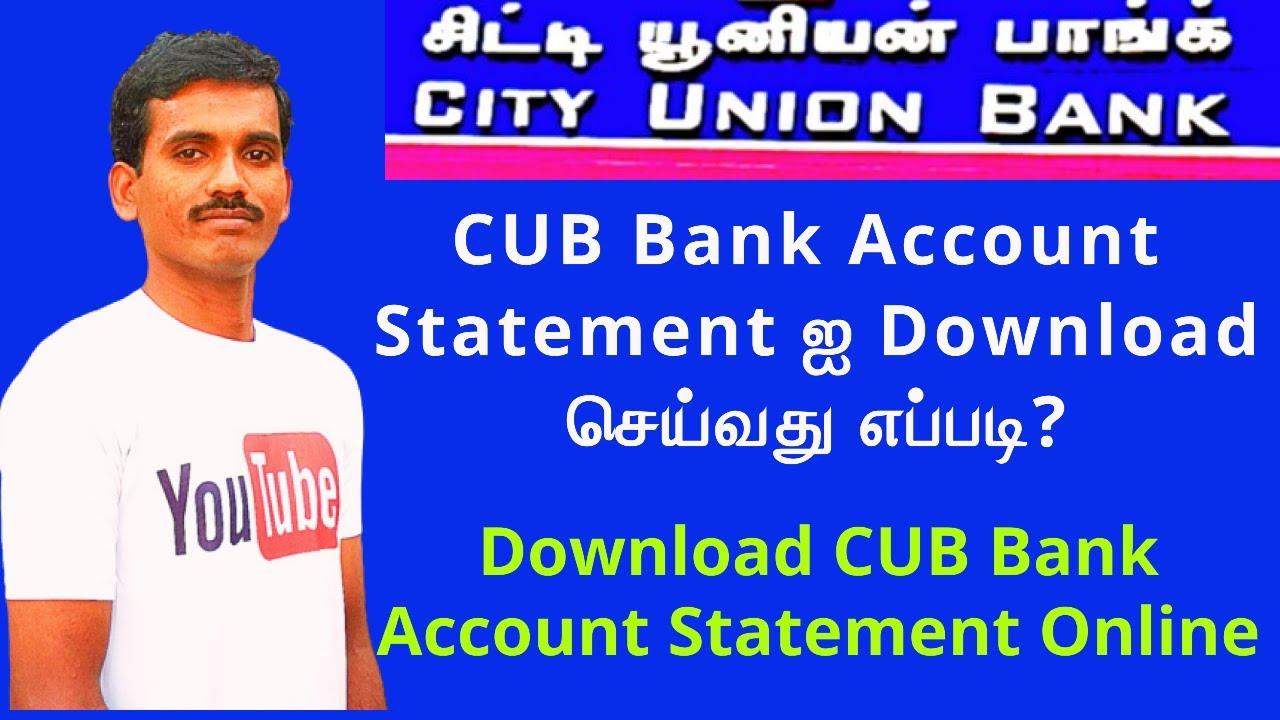 சிட்டி யூனியன் பாங்க்
CITY UNION BANK
CUB Bank Account
Statement ஐ Download
செய்வது எப்படி?
Download CUB Bank
Account Statement Online
YouTube